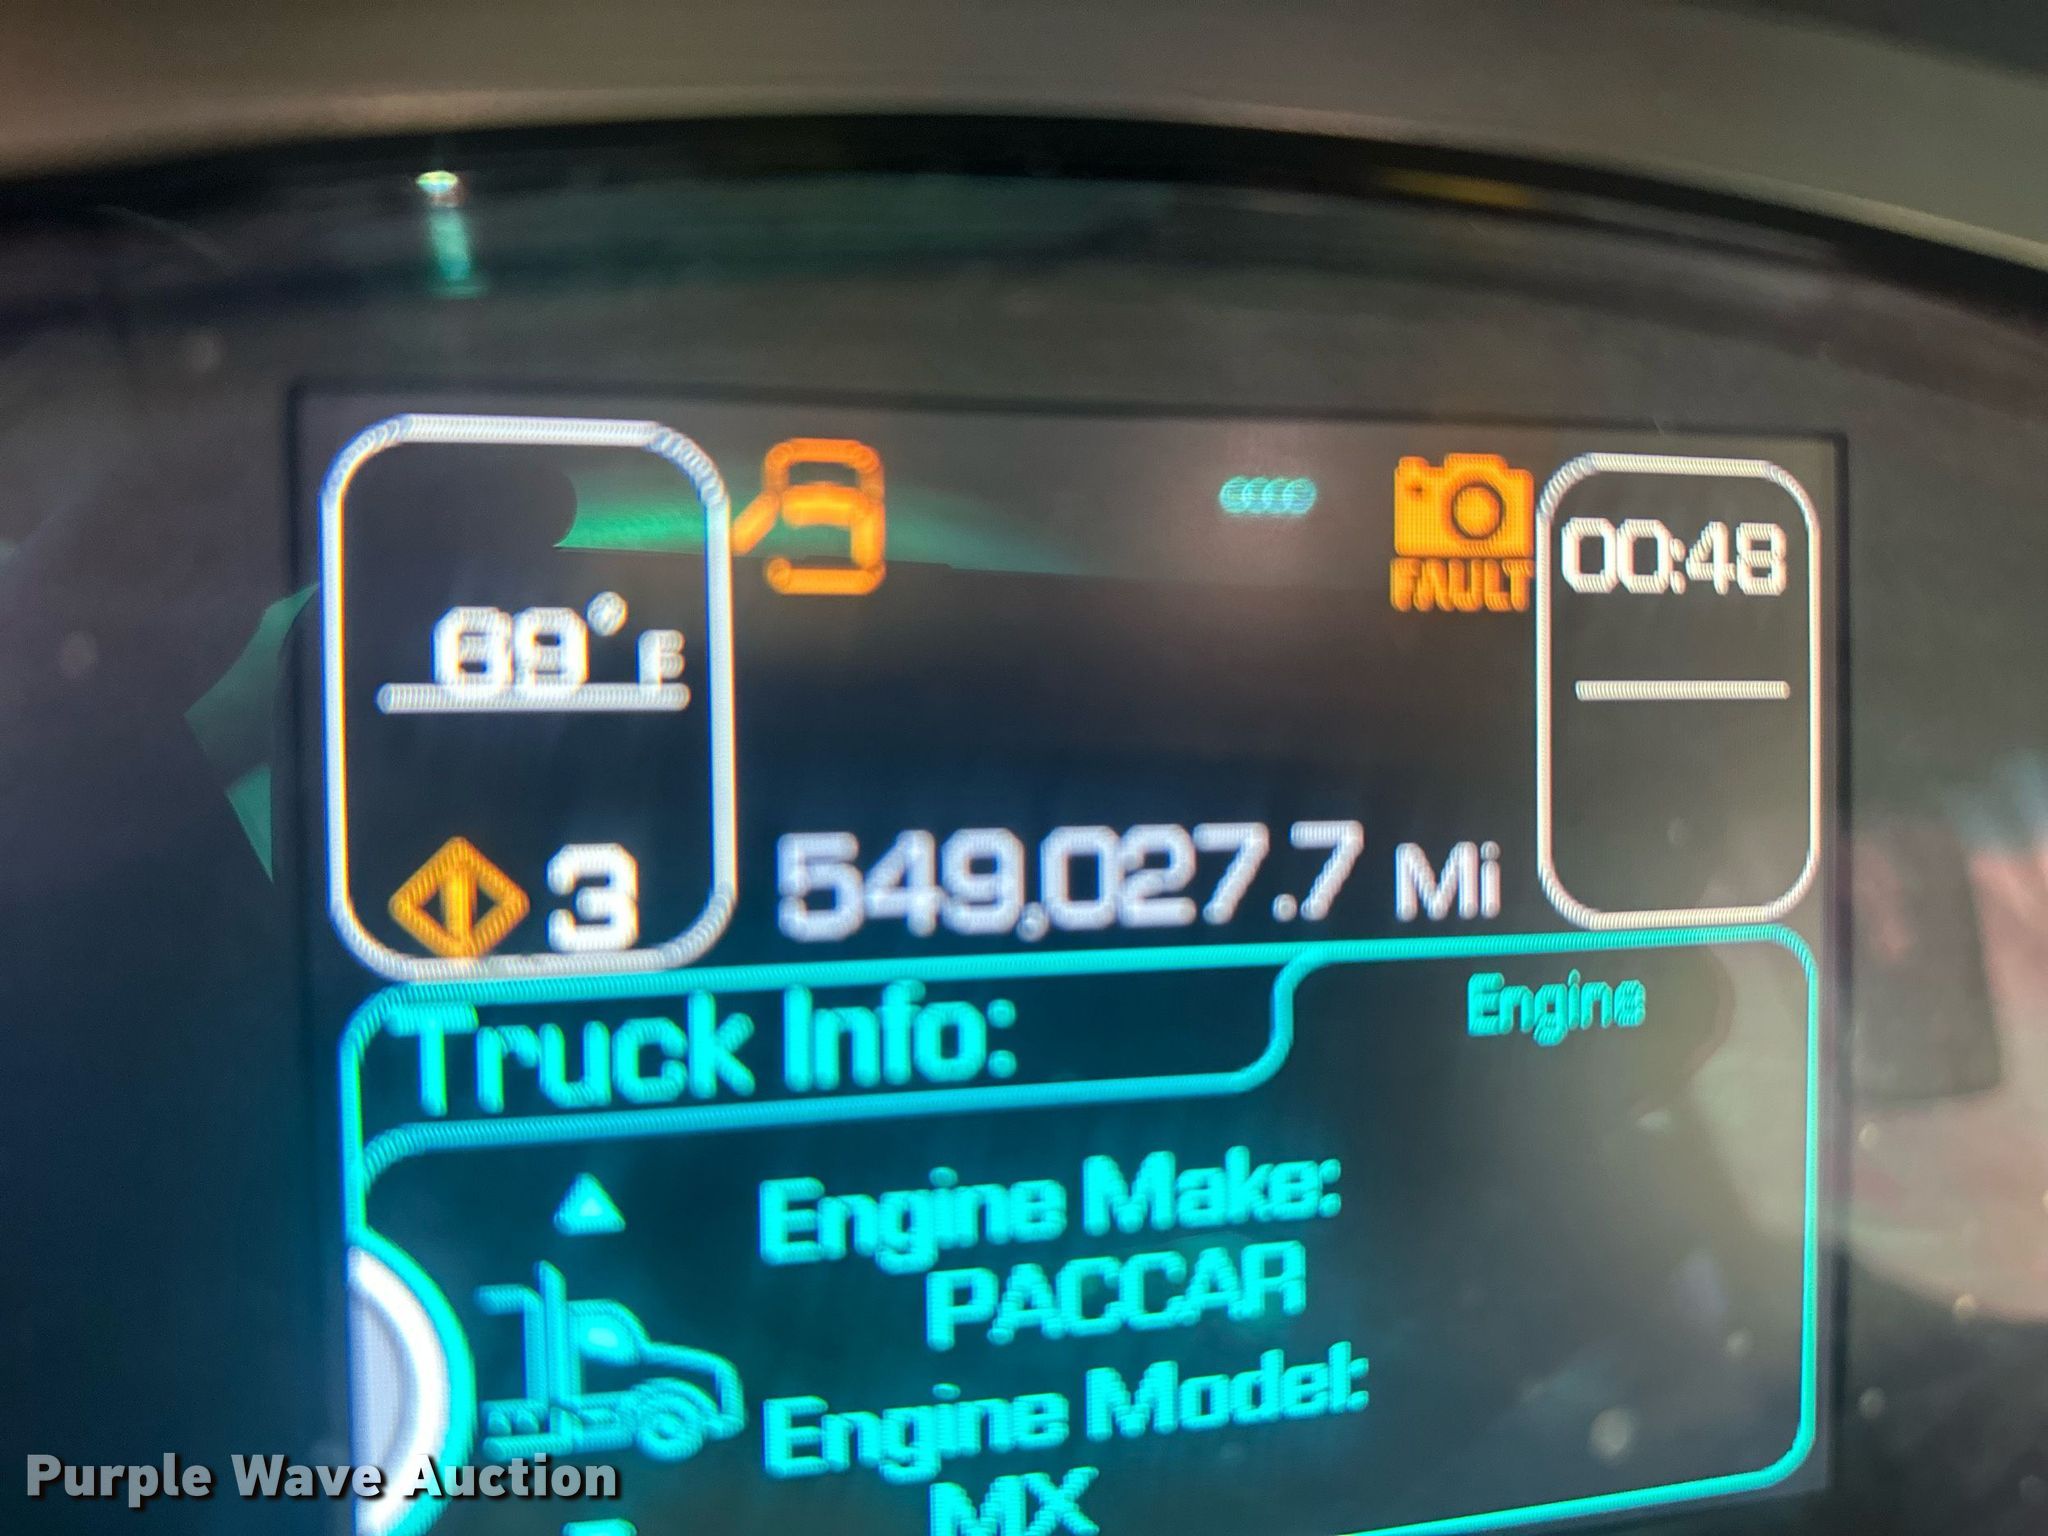 69° F
FAULT
00:48
3
549,027.7 Mi
Truck Info:
Engine
Engine Make:
PACCAR
Engine Model:
MX
Purple Wave Auction